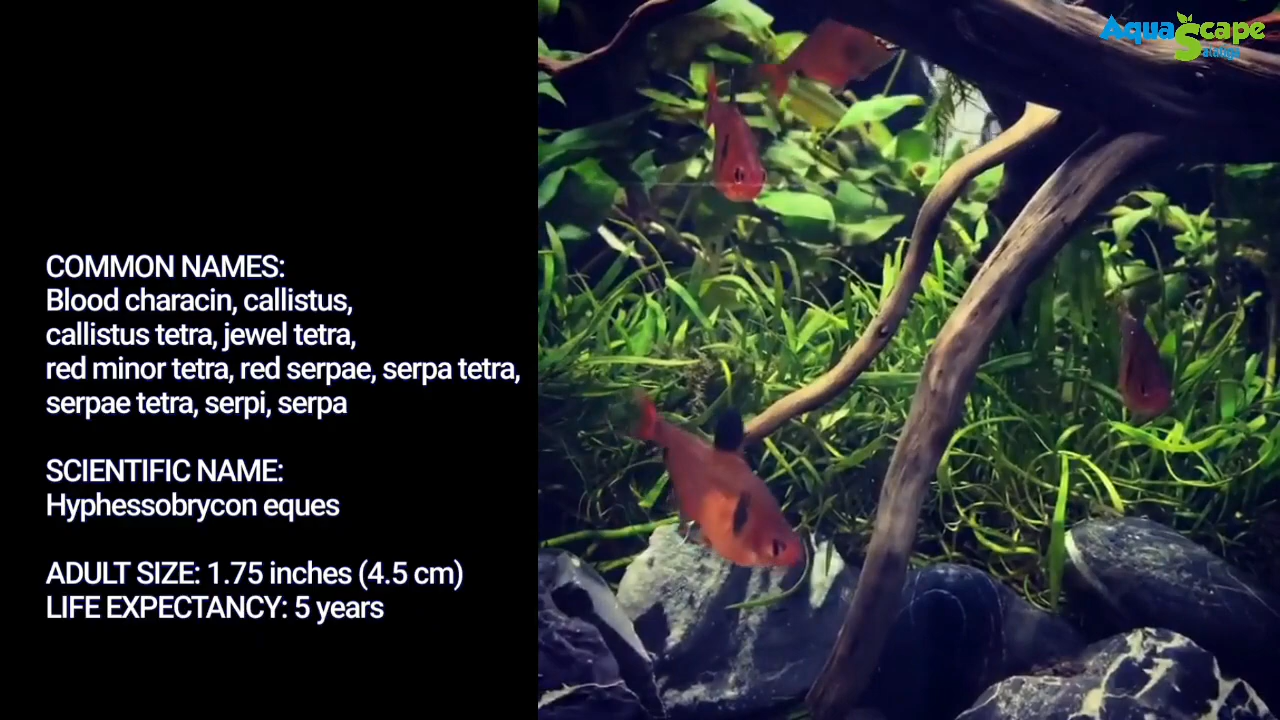 AquaScape
COMMON NAMES:
Blood characin, callistus,
callistus tetra, jewel tetra,
red minor tetra, red serpae, serpa tetra,
serpae tetra, serpi, serpa
SCIENTIFIC NAME:
Hyphessobrycon eques
ADULT SIZE: 1.75 inches (4.5 cm)
LIFE EXPECTANCY: 5 years